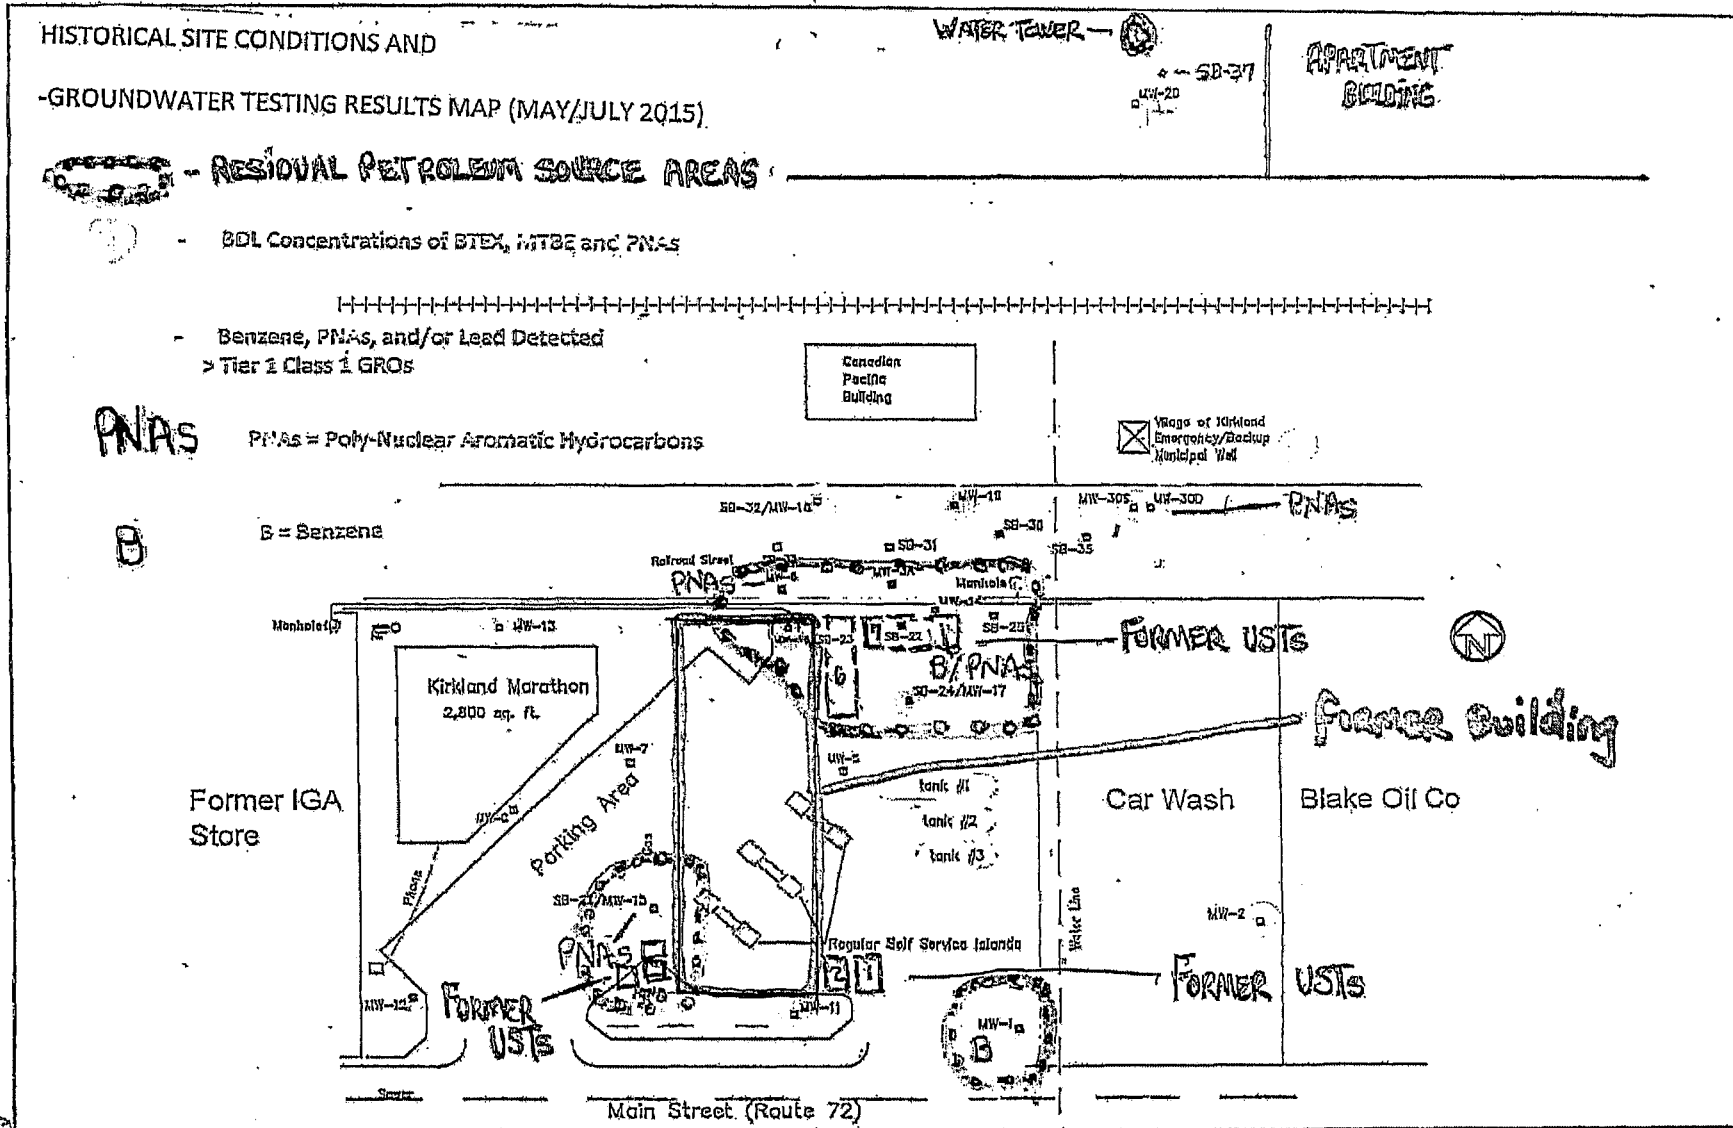 HISTORICAL SITE CONDITIONS AND
-GROUNDWATER TESTING RESULTS MAP (MAY/JULY 2015)
WATER TOWER
SB-37
MW-20
APARTMENT
BUILDING
- RESIDUAL PETROLEUM SOURCE AREAS
- BDL Concentrations of BTEX, MTBE and PNAs
- Benzene, PNAs, and/or Lead Detected
> Tier 1 Class 1 GROs
Canadian
Pacific
Building
PNAs
PNAs = Poly-Nuclear Aromatic Hydrocarbons
Village of Kirkland
Emergency/Backup
Municipal Well
SB-32/MW-18
MW-30S
MW-30D
PNAs
B
B = Benzene
SB-30
SB-31
SB-35
Railroad Street
PNAs
Manhole
Manhole
MW-13
SB-23
SB-22
SB-25
FORMER USTs
N
Kirkland Marathon
2,800 sq. ft.
6
B/PNAs
SB-24/MW-17
FORMER Building
MW-7
MW-5
Parking Area
tank #1
tank #2
tank #3
Former IGA
Store
Car Wash
Blake Oil Co
Gas
Phone
SB-21/MW-15
Water Line
MW-2
PNAs
Regular Self Service Islands
2
1
FORMER USTs
FORMER
USTs
MW-12
MW-11
MW-1
B
Sewer
Main Street (Route 72)